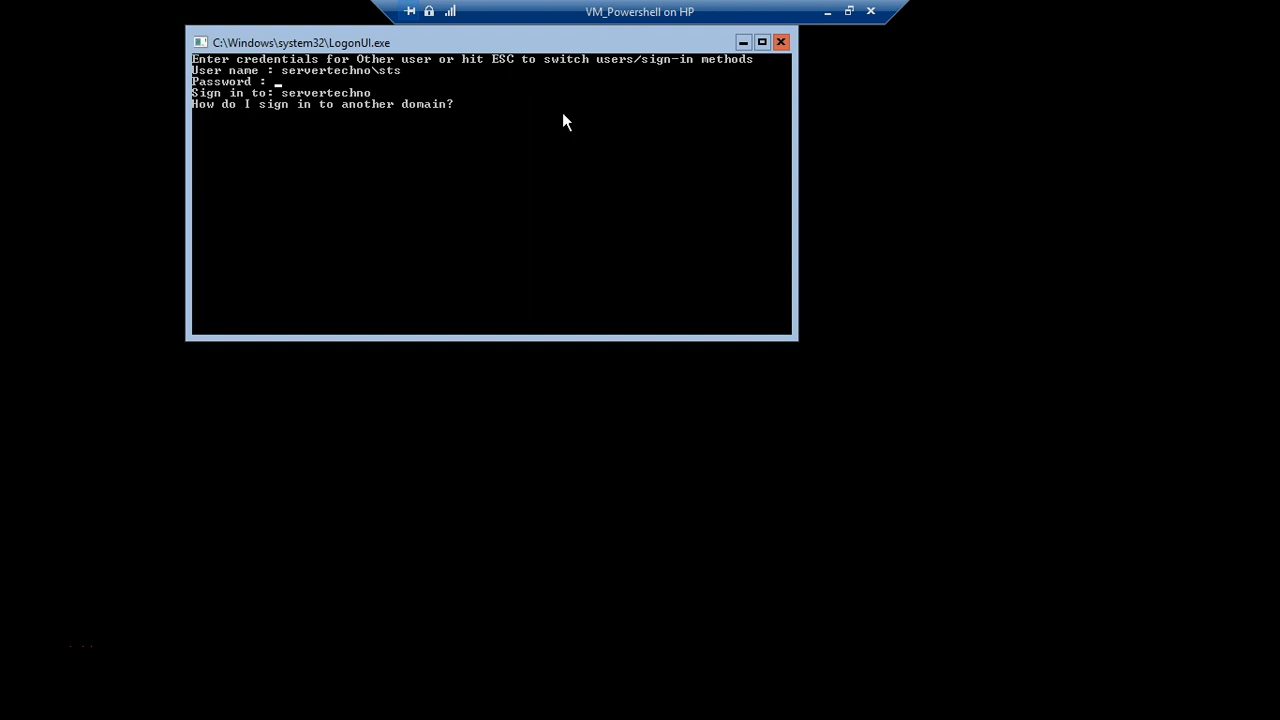 VM_Powershell on HP
C:\Windows\system32\LogonUI.exe
Enter credentials for Other user or hit ESC to switch users/sign-in methods
User name : servertechno\sts
Password :
Sign in to: servertechno
How do I sign in to another domain?